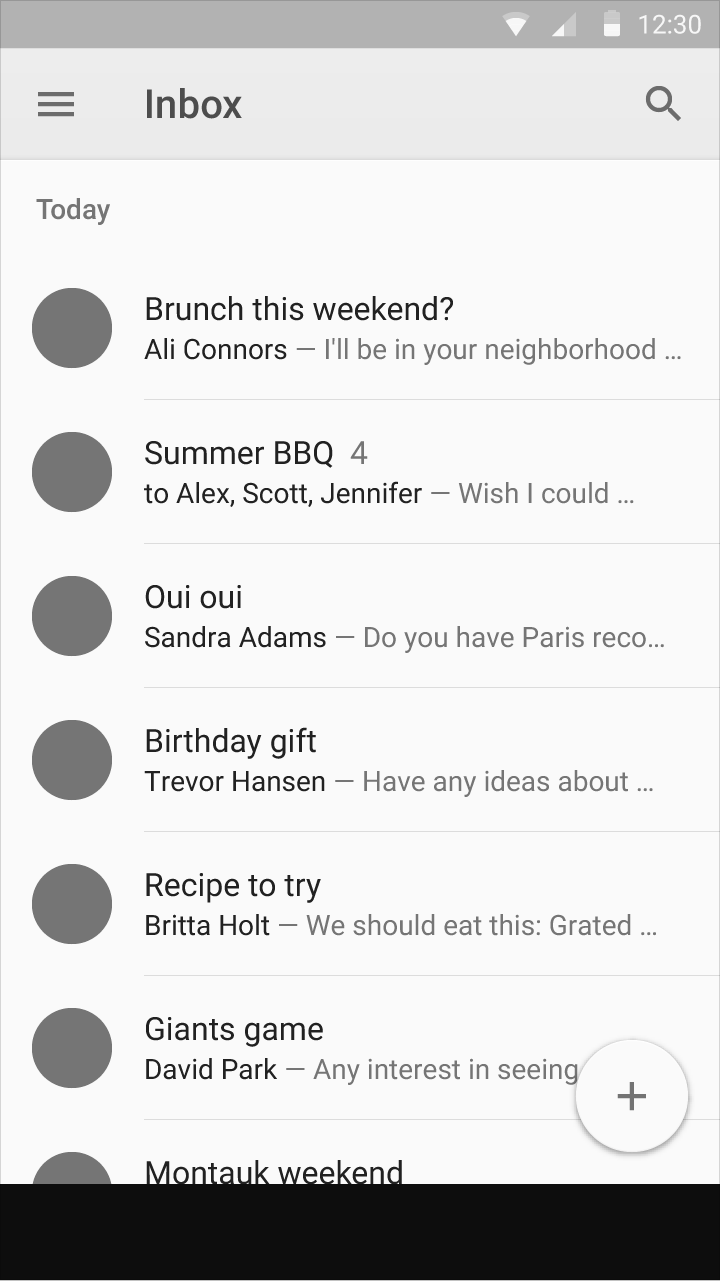 12:30
Inbox
Today
Brunch this weekend?
Ali Connors — I'll be in your neighborhood …
Summer BBQ 4
to Alex, Scott, Jennifer — Wish I could …
Oui oui
Sandra Adams — Do you have Paris reco…
Birthday gift
Trevor Hansen — Have any ideas about …
Recipe to try
Britta Holt — We should eat this: Grated …
Giants game
David Park — Any interest in seeing
+
Montauk weekend